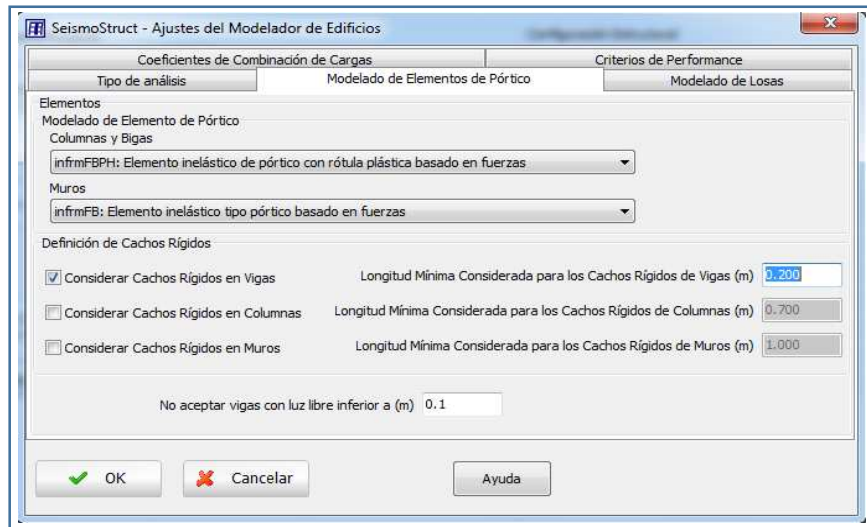 SeismoStruct - Ajustes del Modelador de Edificios
Coeficientes de Combinación de Cargas
Criterios de Performance
Tipo de análisis
Modelado de Elementos de Pórtico
Modelado de Losas
Elementos
Modelado de Elemento de Pórtico
Columnas y Bigas
infrmFBPH: Elemento inelástico de pórtico con rótula plástica basado en fuerzas
Muros
infrmFB: Elemento inelástico tipo pórtico basado en fuerzas
Definición de Cachos Rígidos
Considerar Cachos Rígidos en Vigas
Longitud Mínima Considerada para los Cachos Rígidos de Vigas (m) 0.200
Considerar Cachos Rígidos en Columnas
Longitud Mínima Considerada para los Cachos Rígidos de Columnas (m) 0.700
Considerar Cachos Rígidos en Muros
Longitud Mínima Considerada para los Cachos Rígidos de Muros (m) 1.000
No aceptar vigas con luz libre inferior a (m) 0.1
OK
Cancelar
Ayuda